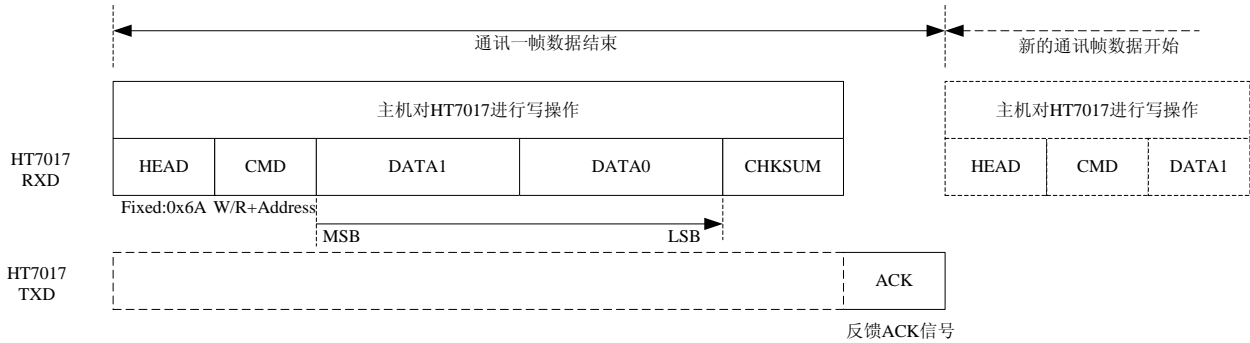 通讯一帧数据结束
新的通讯帧数据开始
主机对HT7017进行写操作
主机对HT7017进行写操作
HT7017
RXD
HEAD
CMD
DATA1
DATA0
CHKSUM
HEAD
CMD
DATA1
Fixed:0x6A W/R+Address
MSB
LSB
HT7017
TXD
ACK
反馈ACK信号